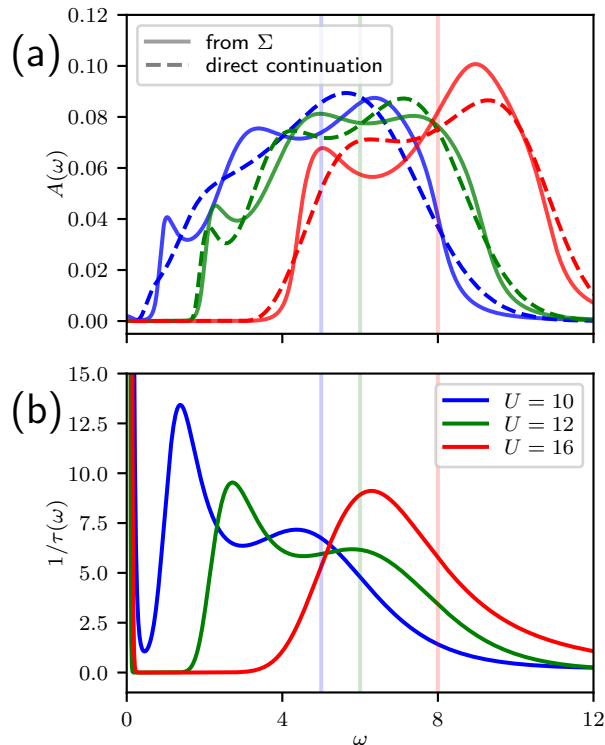 (a)
from Σ
direct continuation
0.12
0.10
0.08
0.06
0.04
0.02
0.00
A(ω)
(b)
U = 10
U = 12
U = 16
15.0
12.5
10.0
7.5
5.0
2.5
0.0
1/τ(ω)
0 4 8 12
ω